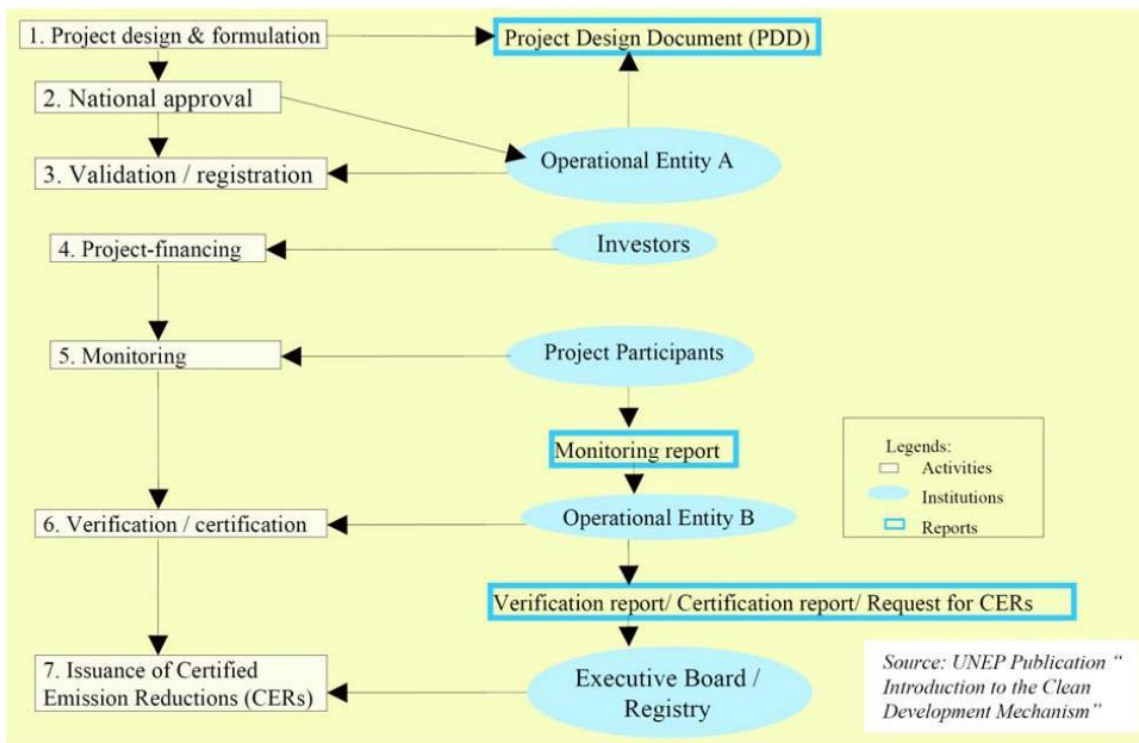 1. Project design & formulation
Project Design Document (PDD)
2. National approval
Operational Entity A
3. Validation / registration
Investors
4. Project-financing
Project Participants
5. Monitoring
Monitoring report
Legends:
Activities
Institutions
Reports
Operational Entity B
6. Verification / certification
Verification report/ Certification report/ Request for CERs
7. Issuance of Certified
Emission Reductions (CERs)
Executive Board /
Registry
Source: UNEP Publication “
Introduction to the Clean
Development Mechanism”